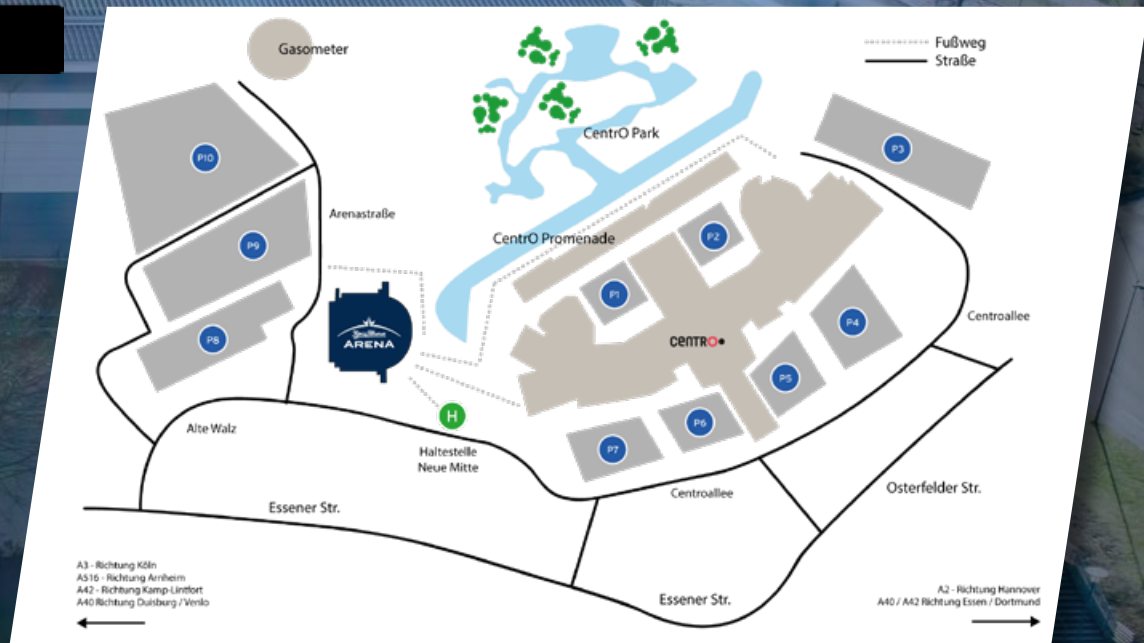 Gasometer
Fußweg
Straße
P10
CentrO Park
P3
Arenastraße
P9
CentrO Promenade
P2
P1
P8
ARENA
CENTRO
P4
Centroallee
P5
H
P6
P7
Alte Walz
Haltestelle
Neue Mitte
Centroallee
Osterfelder Str.
Essener Str.
A3 - Richtung Köln
A516 - Richtung Arnheim
A42 - Richtung Kamp-Lintfort
A40 Richtung Duisburg / Venlo
Essener Str.
A2 - Richtung Hannover
A40 / A42 Richtung Essen / Dortmund